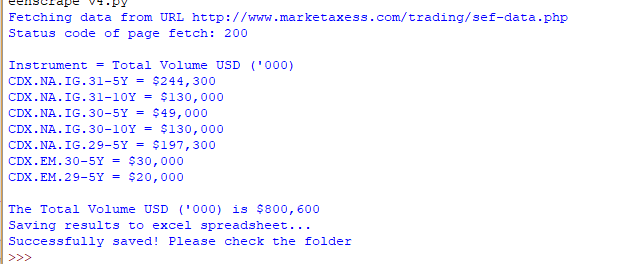 Fetching data from URL http://www.marketaxess.com/trading/sef-data.php
Status code of page fetch: 200
Instrument = Total Volume USD ('000)
CDX.NA.IG.31-5Y = $244,300
CDX.NA.IG.31-10Y = $130,000
CDX.NA.IG.30-5Y = $49,000
CDX.NA.IG.30-10Y = $130,000
CDX.NA.IG.29-5Y = $197,300
CDX.EM.30-5Y = $30,000
CDX.EM.29-5Y = $20,000
The Total Volume USD ('000) is $800,600
Saving results to excel spreadsheet...
Successfully saved! Please check the folder
>>>